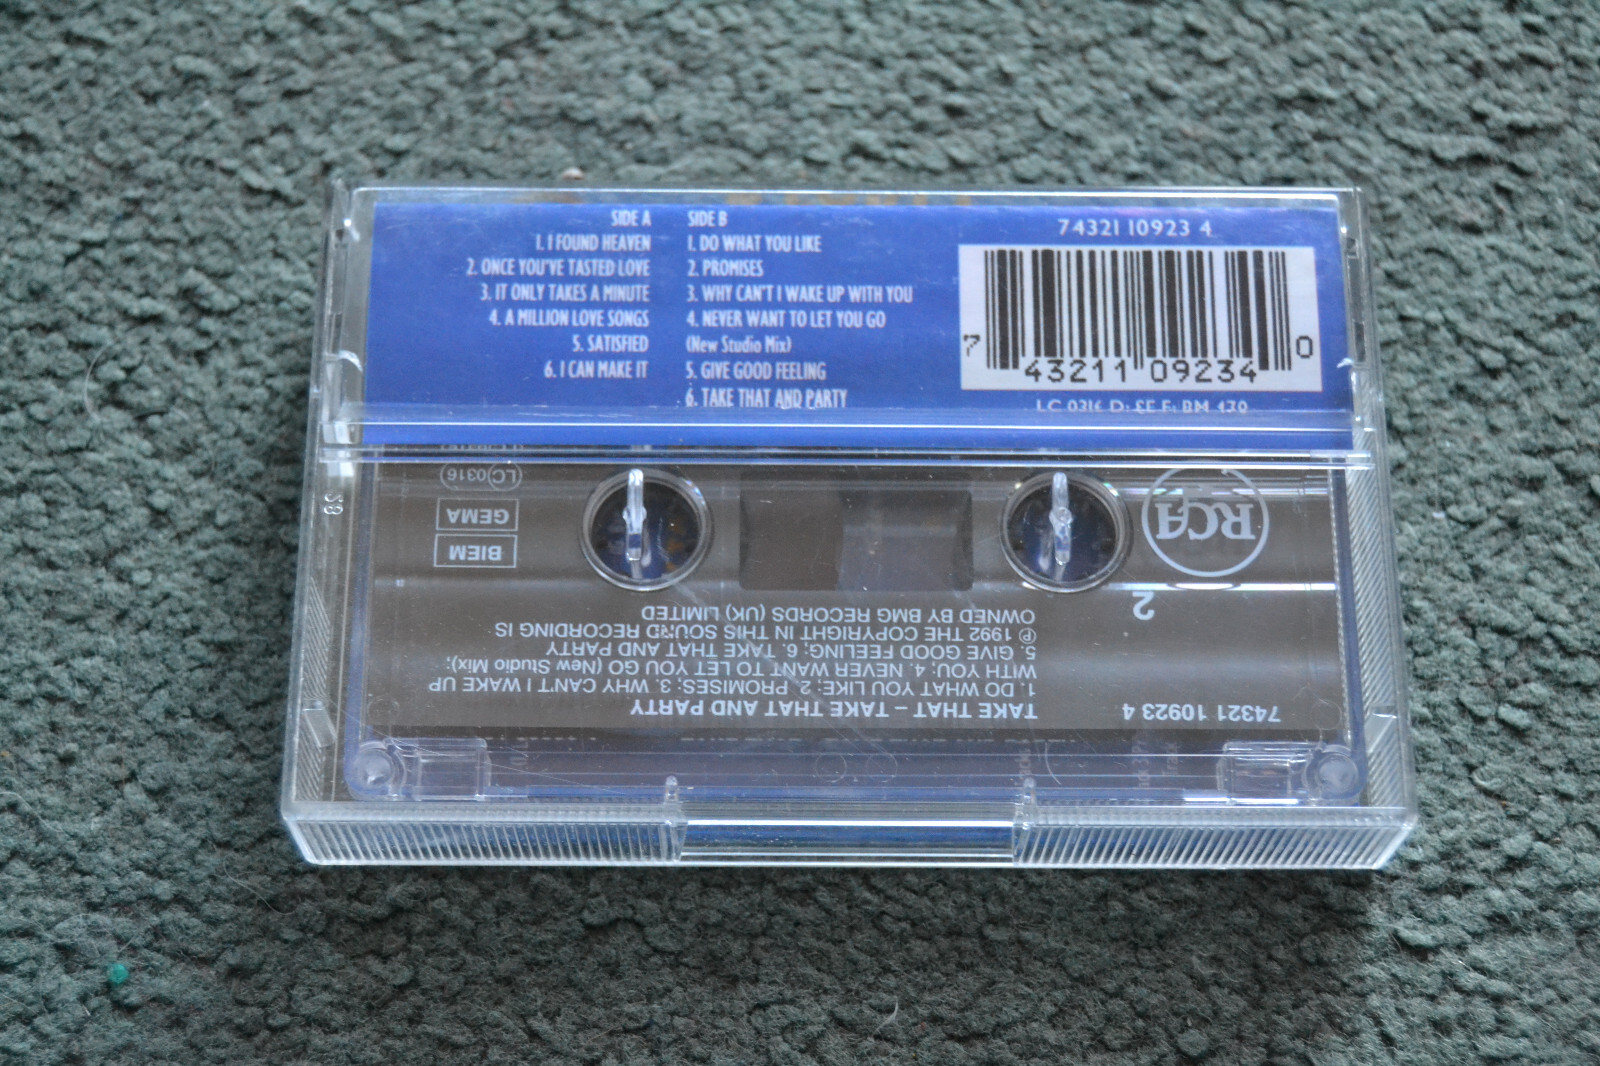 SIDE A
1. I FOUND HEAVEN
2. ONCE YOU'VE TASTED LOVE
3. IT ONLY TAKES A MINUTE
4. A MILLION LOVE SONGS
5. SATISFIED
6. I CAN MAKE IT
SIDE B
1. DO WHAT YOU LIKE
2. PROMISES
3. WHY CAN'T I WAKE UP WITH YOU
4. NEVER WANT TO LET YOU GO
(New Studio Mix)
5. GIVE GOOD FEELING
6. TAKE THAT AND PARTY
74321 10923 4
7 43211 09234 0
LC 0316 D:
74321 10923 4
TAKE THAT – TAKE THAT AND PARTY
1. DO WHAT YOU LIKE; 2. PROMISES; 3. WHY CAN'T I WAKE UP
WITH YOU; 4. NEVER WANT TO LET YOU GO (New Studio Mix);
5. GIVE GOOD FEELING; 6. TAKE THAT AND PARTY
℗ 1992 THE COPYRIGHT IN THIS SOUND RECORDING IS
OWNED BY BMG RECORDS (UK) LIMITED
2
RCA
BIEM
GEMA
LC 0316